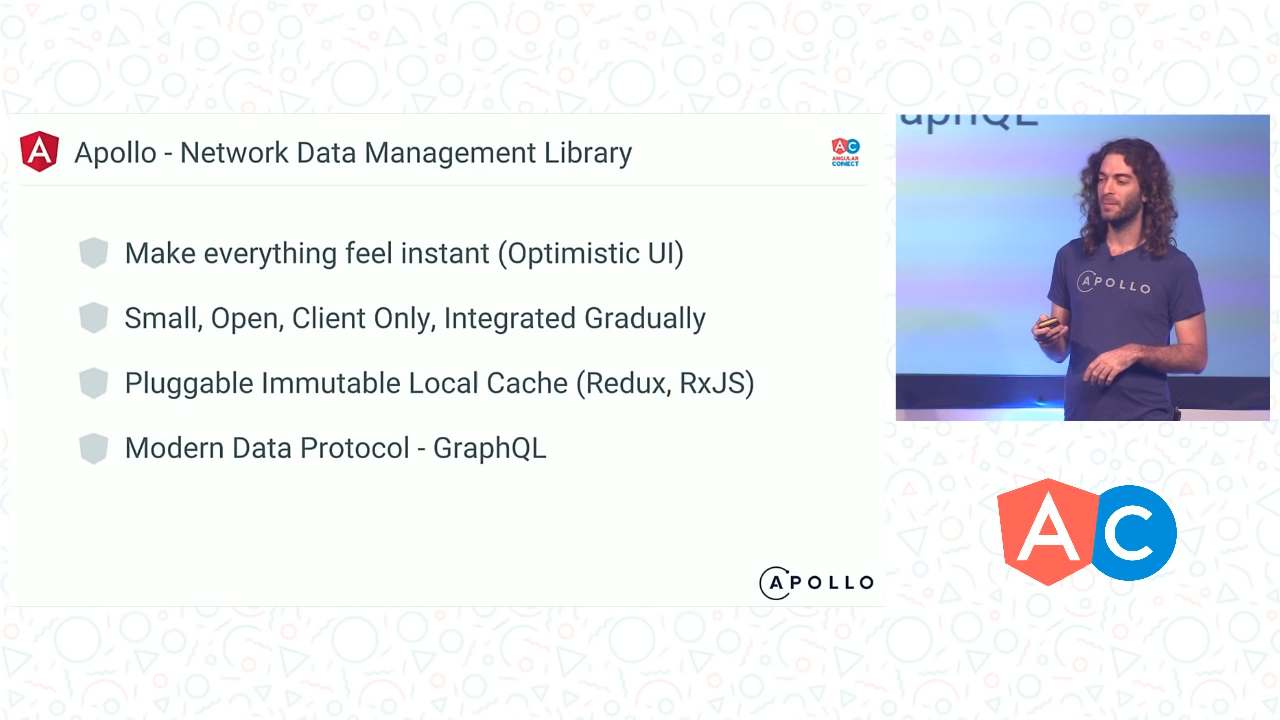 Apollo - Network Data Management Library
ANGULAR
CONNECT
Make everything feel instant (Optimistic UI)
Small, Open, Client Only, Integrated Gradually
Pluggable Immutable Local Cache (Redux, RxJS)
Modern Data Protocol - GraphQL
APOLLO
aphQL
APOLLO
AC